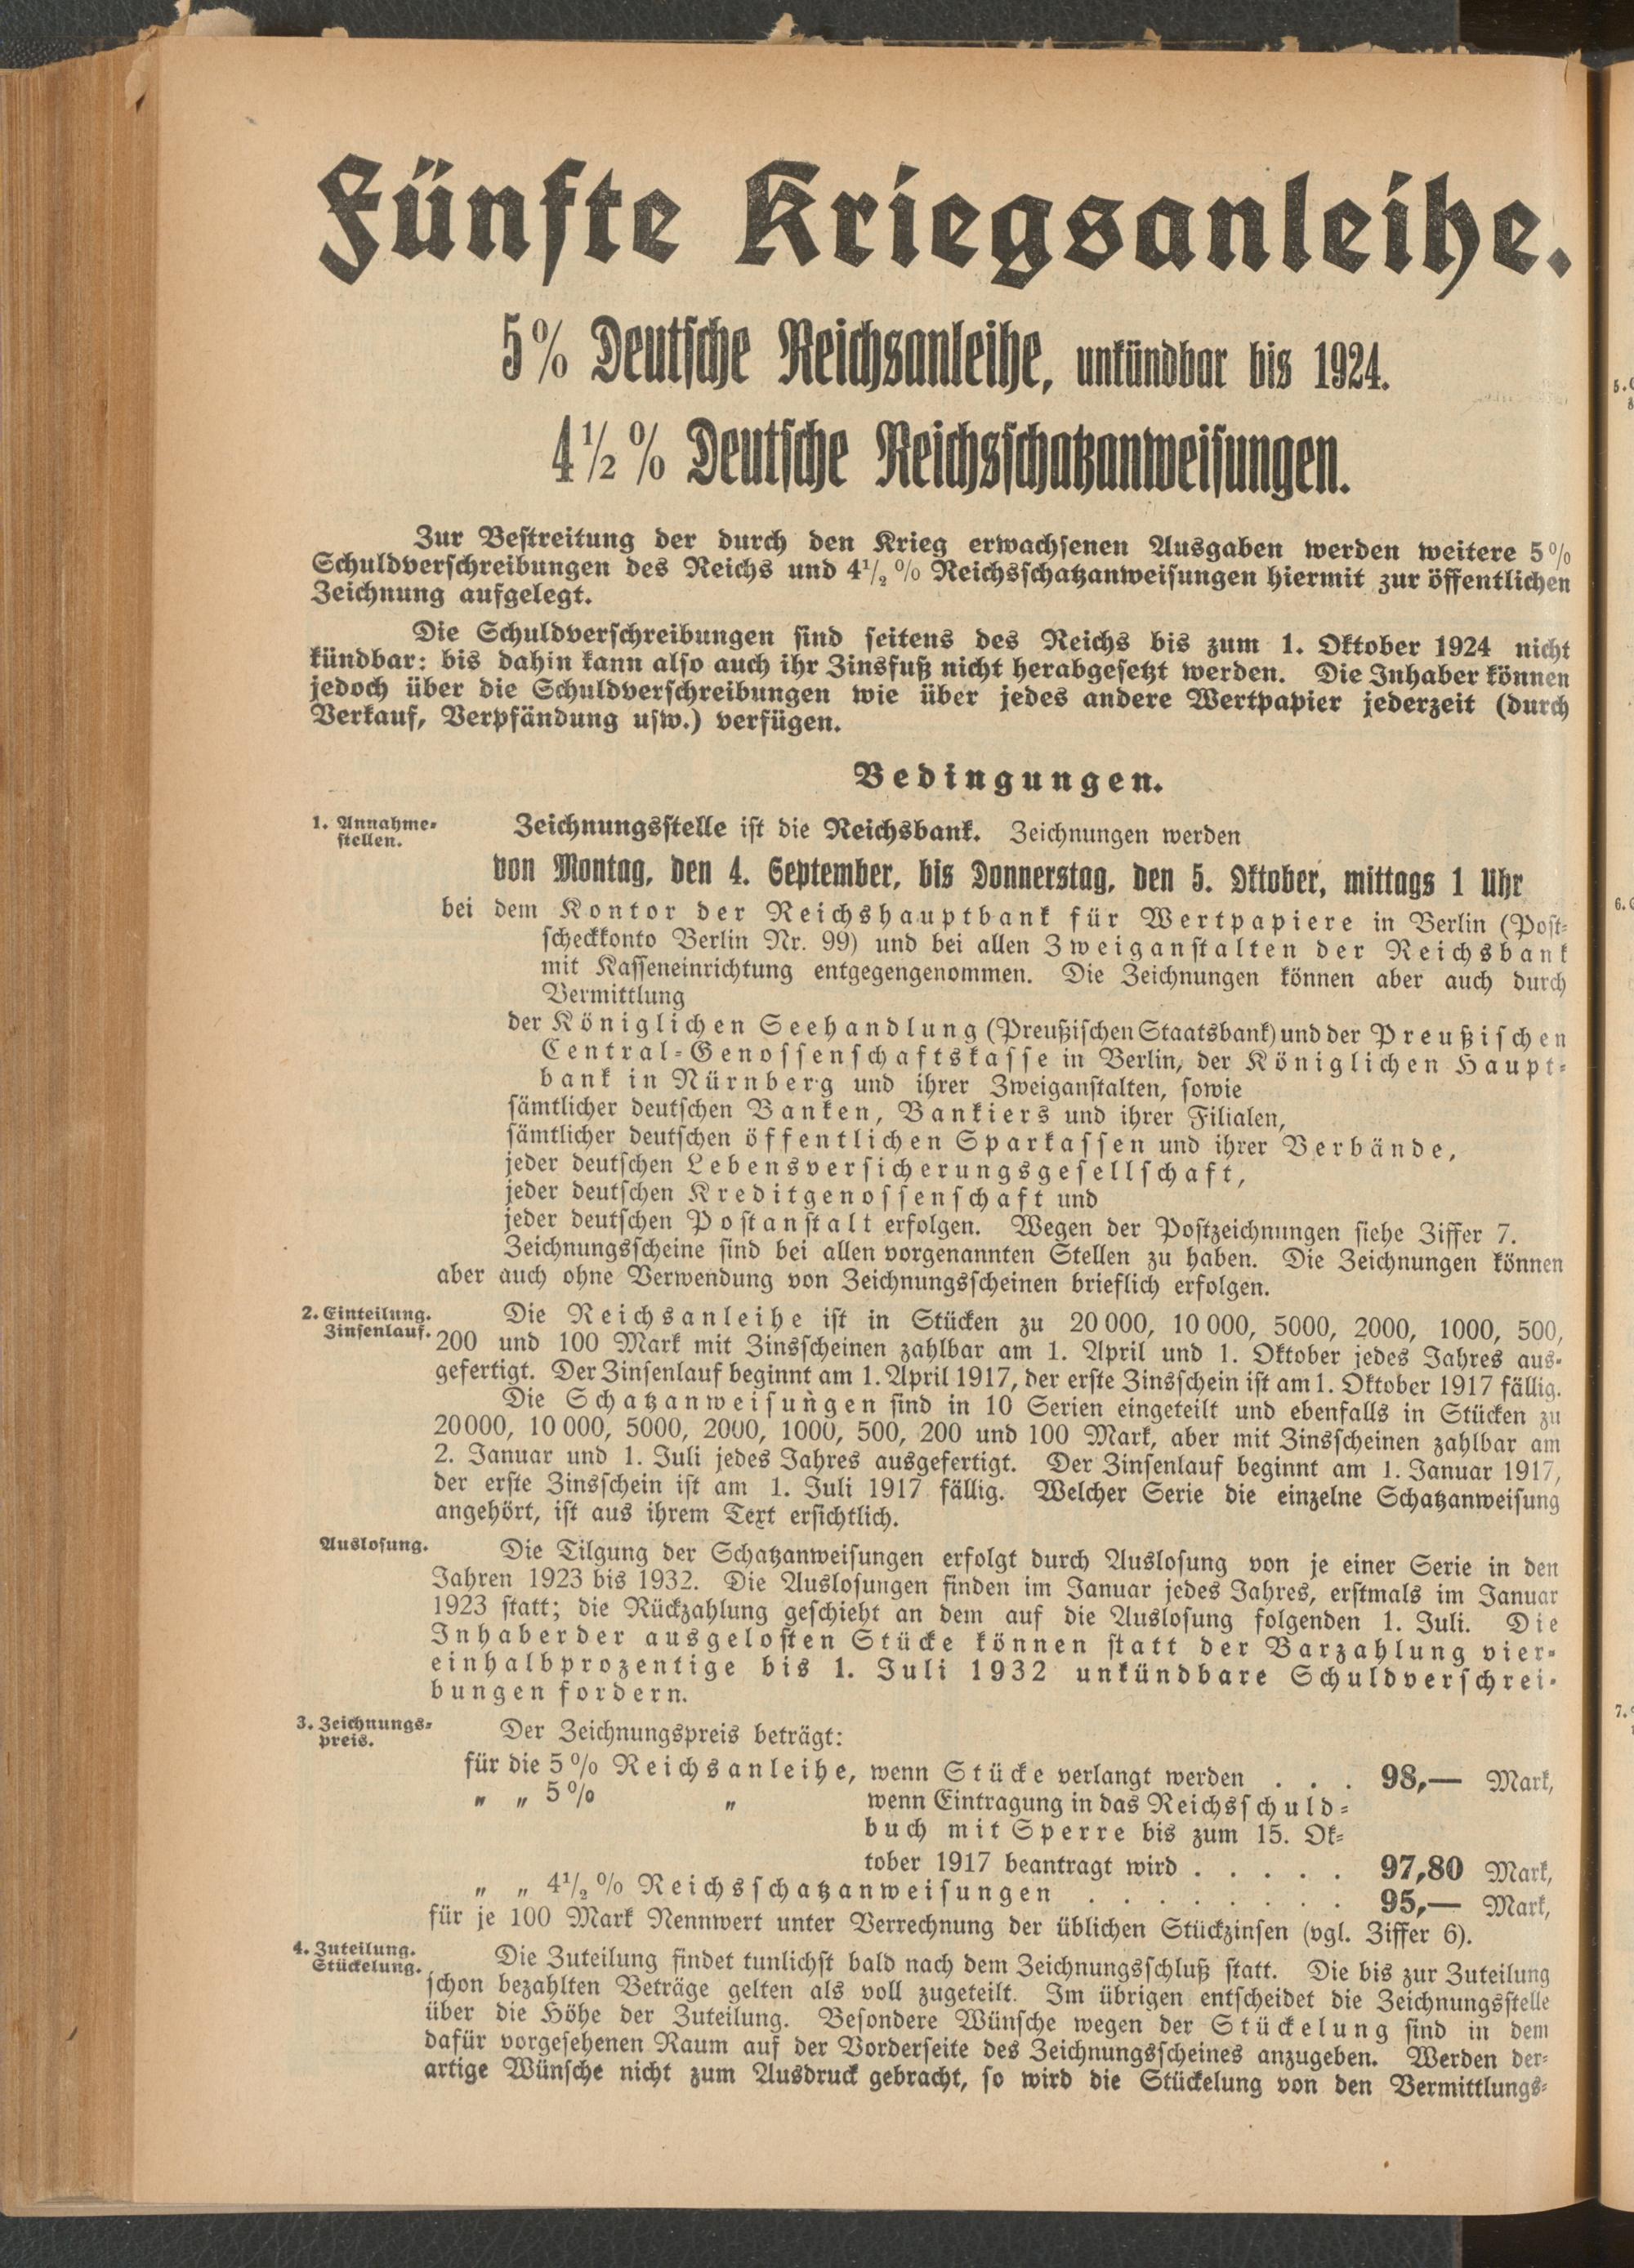 Fünfte Kriegsanleihe.
5% Deutsche Reichsanleihe, unkündbar bis 1924.
4½% Deutsche Reichsschatzanweisungen.
Zur Bestreitung der durch den Krieg erwachsenen Ausgaben werden weitere 5%
Schuldverschreibungen des Reichs und 4½% Reichsschatzanweisungen hiermit zur öffentlichen
Zeichnung aufgelegt.
Die Schuldverschreibungen sind seitens des Reichs bis zum 1. Oktober 1924 nicht
kündbar: bis dahin kann also auch ihr Zinsfuß nicht herabgesetzt werden. Die Inhaber können
jedoch über die Schuldverschreibungen wie über jedes andere Wertpapier jederzeit (durch
Verkauf, Verpfändung usw.) verfügen.
Bedingungen.
1. Annahme-
stellen.
Zeichnungsstelle ist die Reichsbank. Zeichnungen werden
von Montag, den 4. September, bis Donnerstag, den 5. Oktober, mittags 1 Uhr
bei dem Kontor der Reichshauptbank für Wertpapiere in Berlin (Post-
scheckkonto Berlin Nr. 99) und bei allen Zweiganstalten der Reichsbank
mit Kasseneinrichtung entgegengenommen. Die Zeichnungen können aber auch durch
Vermittlung
der Königlichen Seehandlung (Preußischen Staatsbank) und der Preußischen
Central-Genossenschaftskasse in Berlin, der Königlichen Haupt-
bank in Nürnberg und ihrer Zweiganstalten, sowie
sämtlicher deutschen Banken, Bankiers und ihrer Filialen,
sämtlicher deutschen öffentlichen Sparkassen und ihrer Verbände,
jeder deutschen Lebensversicherungsgesellschaft,
jeder deutschen Kreditgenossenschaft und
jeder deutschen Postanstalt erfolgen. Wegen der Postzeichnungen siehe Ziffer 7.
Zeichnungsscheine sind bei allen vorgenannten Stellen zu haben. Die Zeichnungen können
aber auch ohne Verwendung von Zeichnungsscheinen brieflich erfolgen.
2. Einteilung.
Zinsenlauf.
Die Reichsanleihe ist in Stücken zu 20 000, 10 000, 5000, 2000, 1000, 500,
200 und 100 Mark mit Zinsscheinen zahlbar am 1. April und 1. Oktober jedes Jahres aus-
gefertigt. Der Zinsenlauf beginnt am 1. April 1917, der erste Zinsschein ist am 1. Oktober 1917 fällig.
Die Schatzanweisungen sind in 10 Serien eingeteilt und ebenfalls in Stücken zu
20000, 10 000, 5000, 2000, 1000, 500, 200 und 100 Mark, aber mit Zinsscheinen zahlbar am
2. Januar und 1. Juli jedes Jahres ausgefertigt. Der Zinsenlauf beginnt am 1. Januar 1917,
der erste Zinsschein ist am 1. Juli 1917 fällig. Welcher Serie die einzelne Schatzanweisung
angehört, ist aus ihrem Text ersichtlich.
Auslosung.
Die Tilgung der Schatzanweisungen erfolgt durch Auslosung von je einer Serie in den
Jahren 1923 bis 1932. Die Auslosungen finden im Januar jedes Jahres, erstmals im Januar
1923 statt; die Rückzahlung geschieht an dem auf die Auslosung folgenden 1. Juli. Die
Inhaber der ausgelosten Stücke können statt der Barzahlung vier-
einhalbprozentige bis 1. Juli 1932 unkündbare Schuldverschrei-
bungen fordern.
3. Zeichnungs-
preis.
Der Zeichnungspreis beträgt:
für die 5% Reichsanleihe, wenn Stücke verlangt werden . . . 98,— Mark,
„ „ 5% „ wenn Eintragung in das Reichsschuld-
buch mit Sperre bis zum 15. Ok-
tober 1917 beantragt wird . . . . . 97,80 Mark,
„ „ 4½% Reichsschatzanweisungen . . . . . . . . 95,— Mark,
für je 100 Mark Nennwert unter Verrechnung der üblichen Stückzinsen (vgl. Ziffer 6).
4. Zuteilung.
Stückelung.
Die Zuteilung findet tunlichst bald nach dem Zeichnungsschluß statt. Die bis zur Zuteilung
schon bezahlten Beträge gelten als voll zugeteilt. Im übrigen entscheidet die Zeichnungsstelle
über die Höhe der Zuteilung. Besondere Wünsche wegen der Stückelung sind in dem
dafür vorgesehenen Raum auf der Vorderseite des Zeichnungsscheines anzugeben. Werden der-
artige Wünsche nicht zum Ausdruck gebracht, so wird die Stückelung von den Vermittlungs-